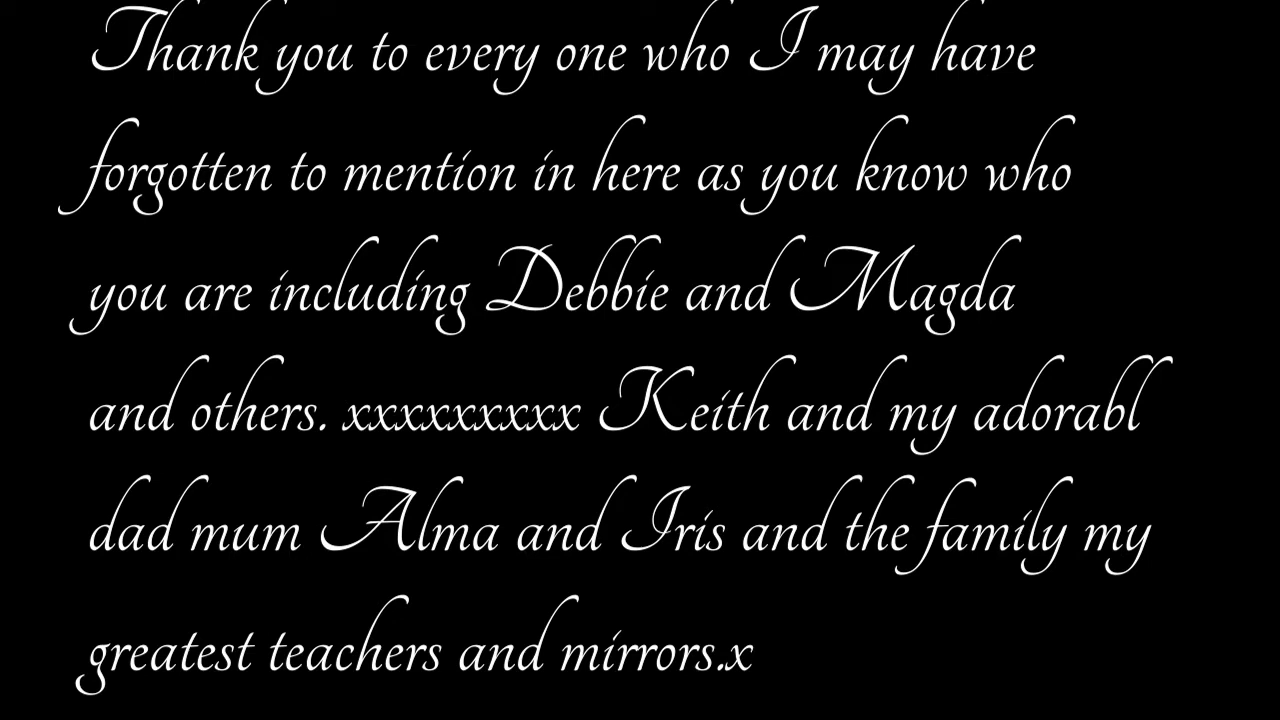 Thank you to every one who I may have
forgotten to mention in here as you know who
you are including Debbie and Magda
and others. xxxxxxxxx Keith and my adorabl
dad mum Alma and Iris and the family my
greatest teachers and mirrors.x